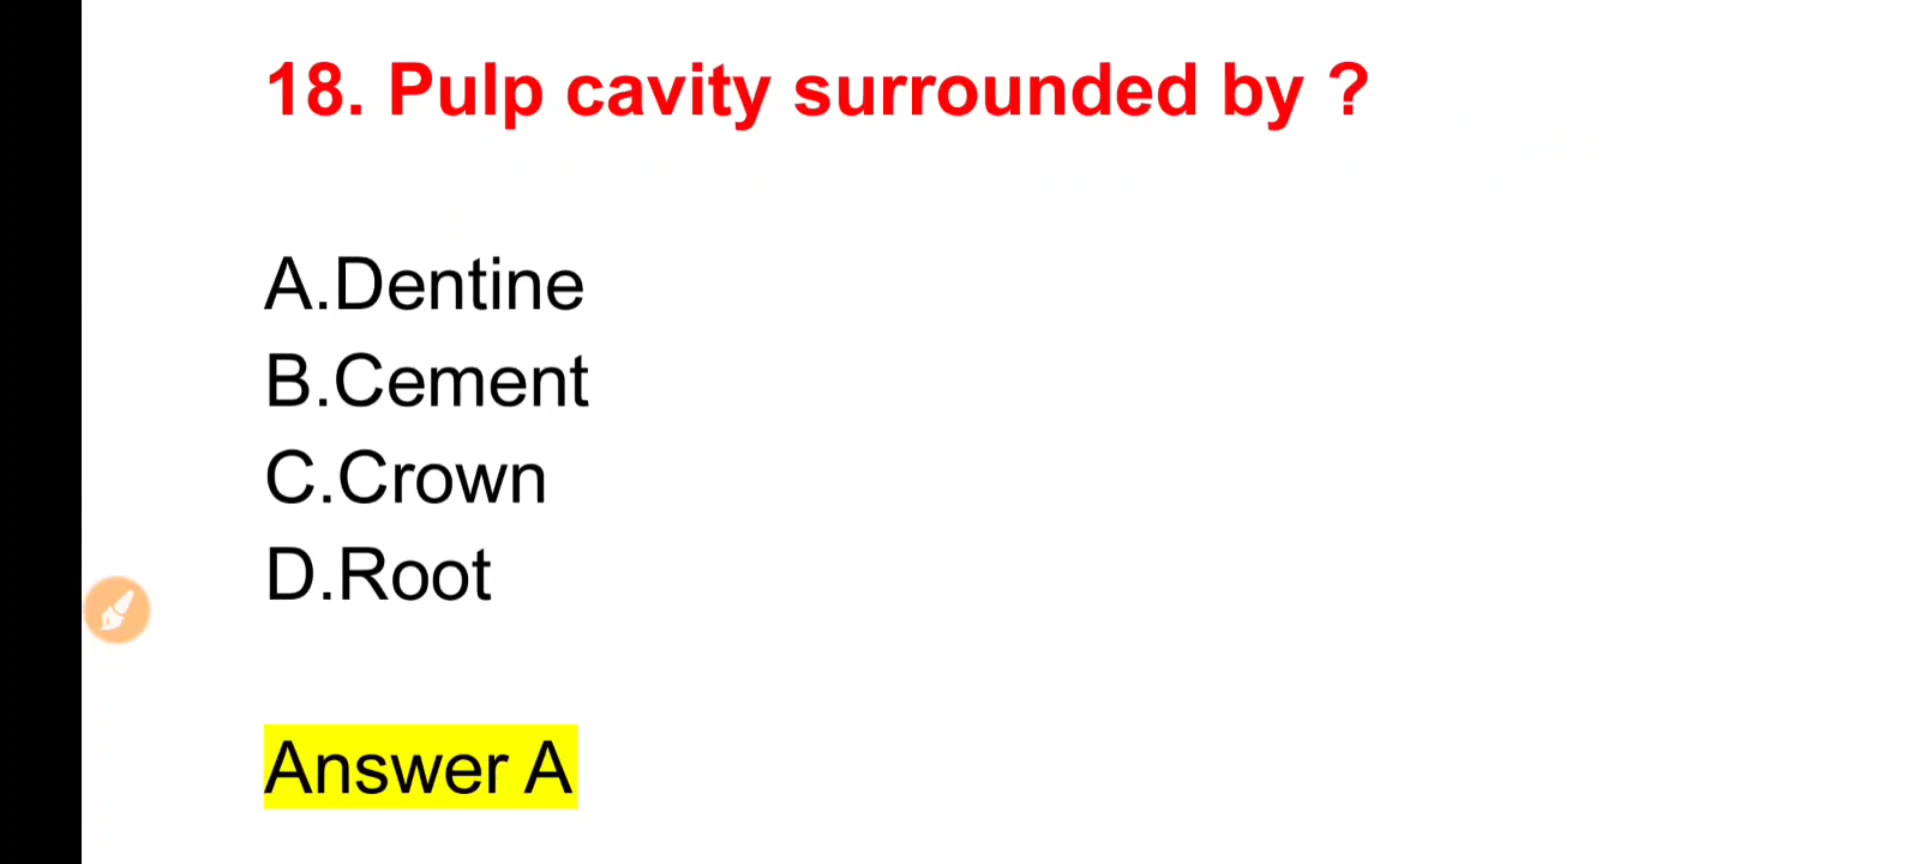 18. Pulp cavity surrounded by ?
A.Dentine
B.Cement
C.Crown
D.Root
Answer A